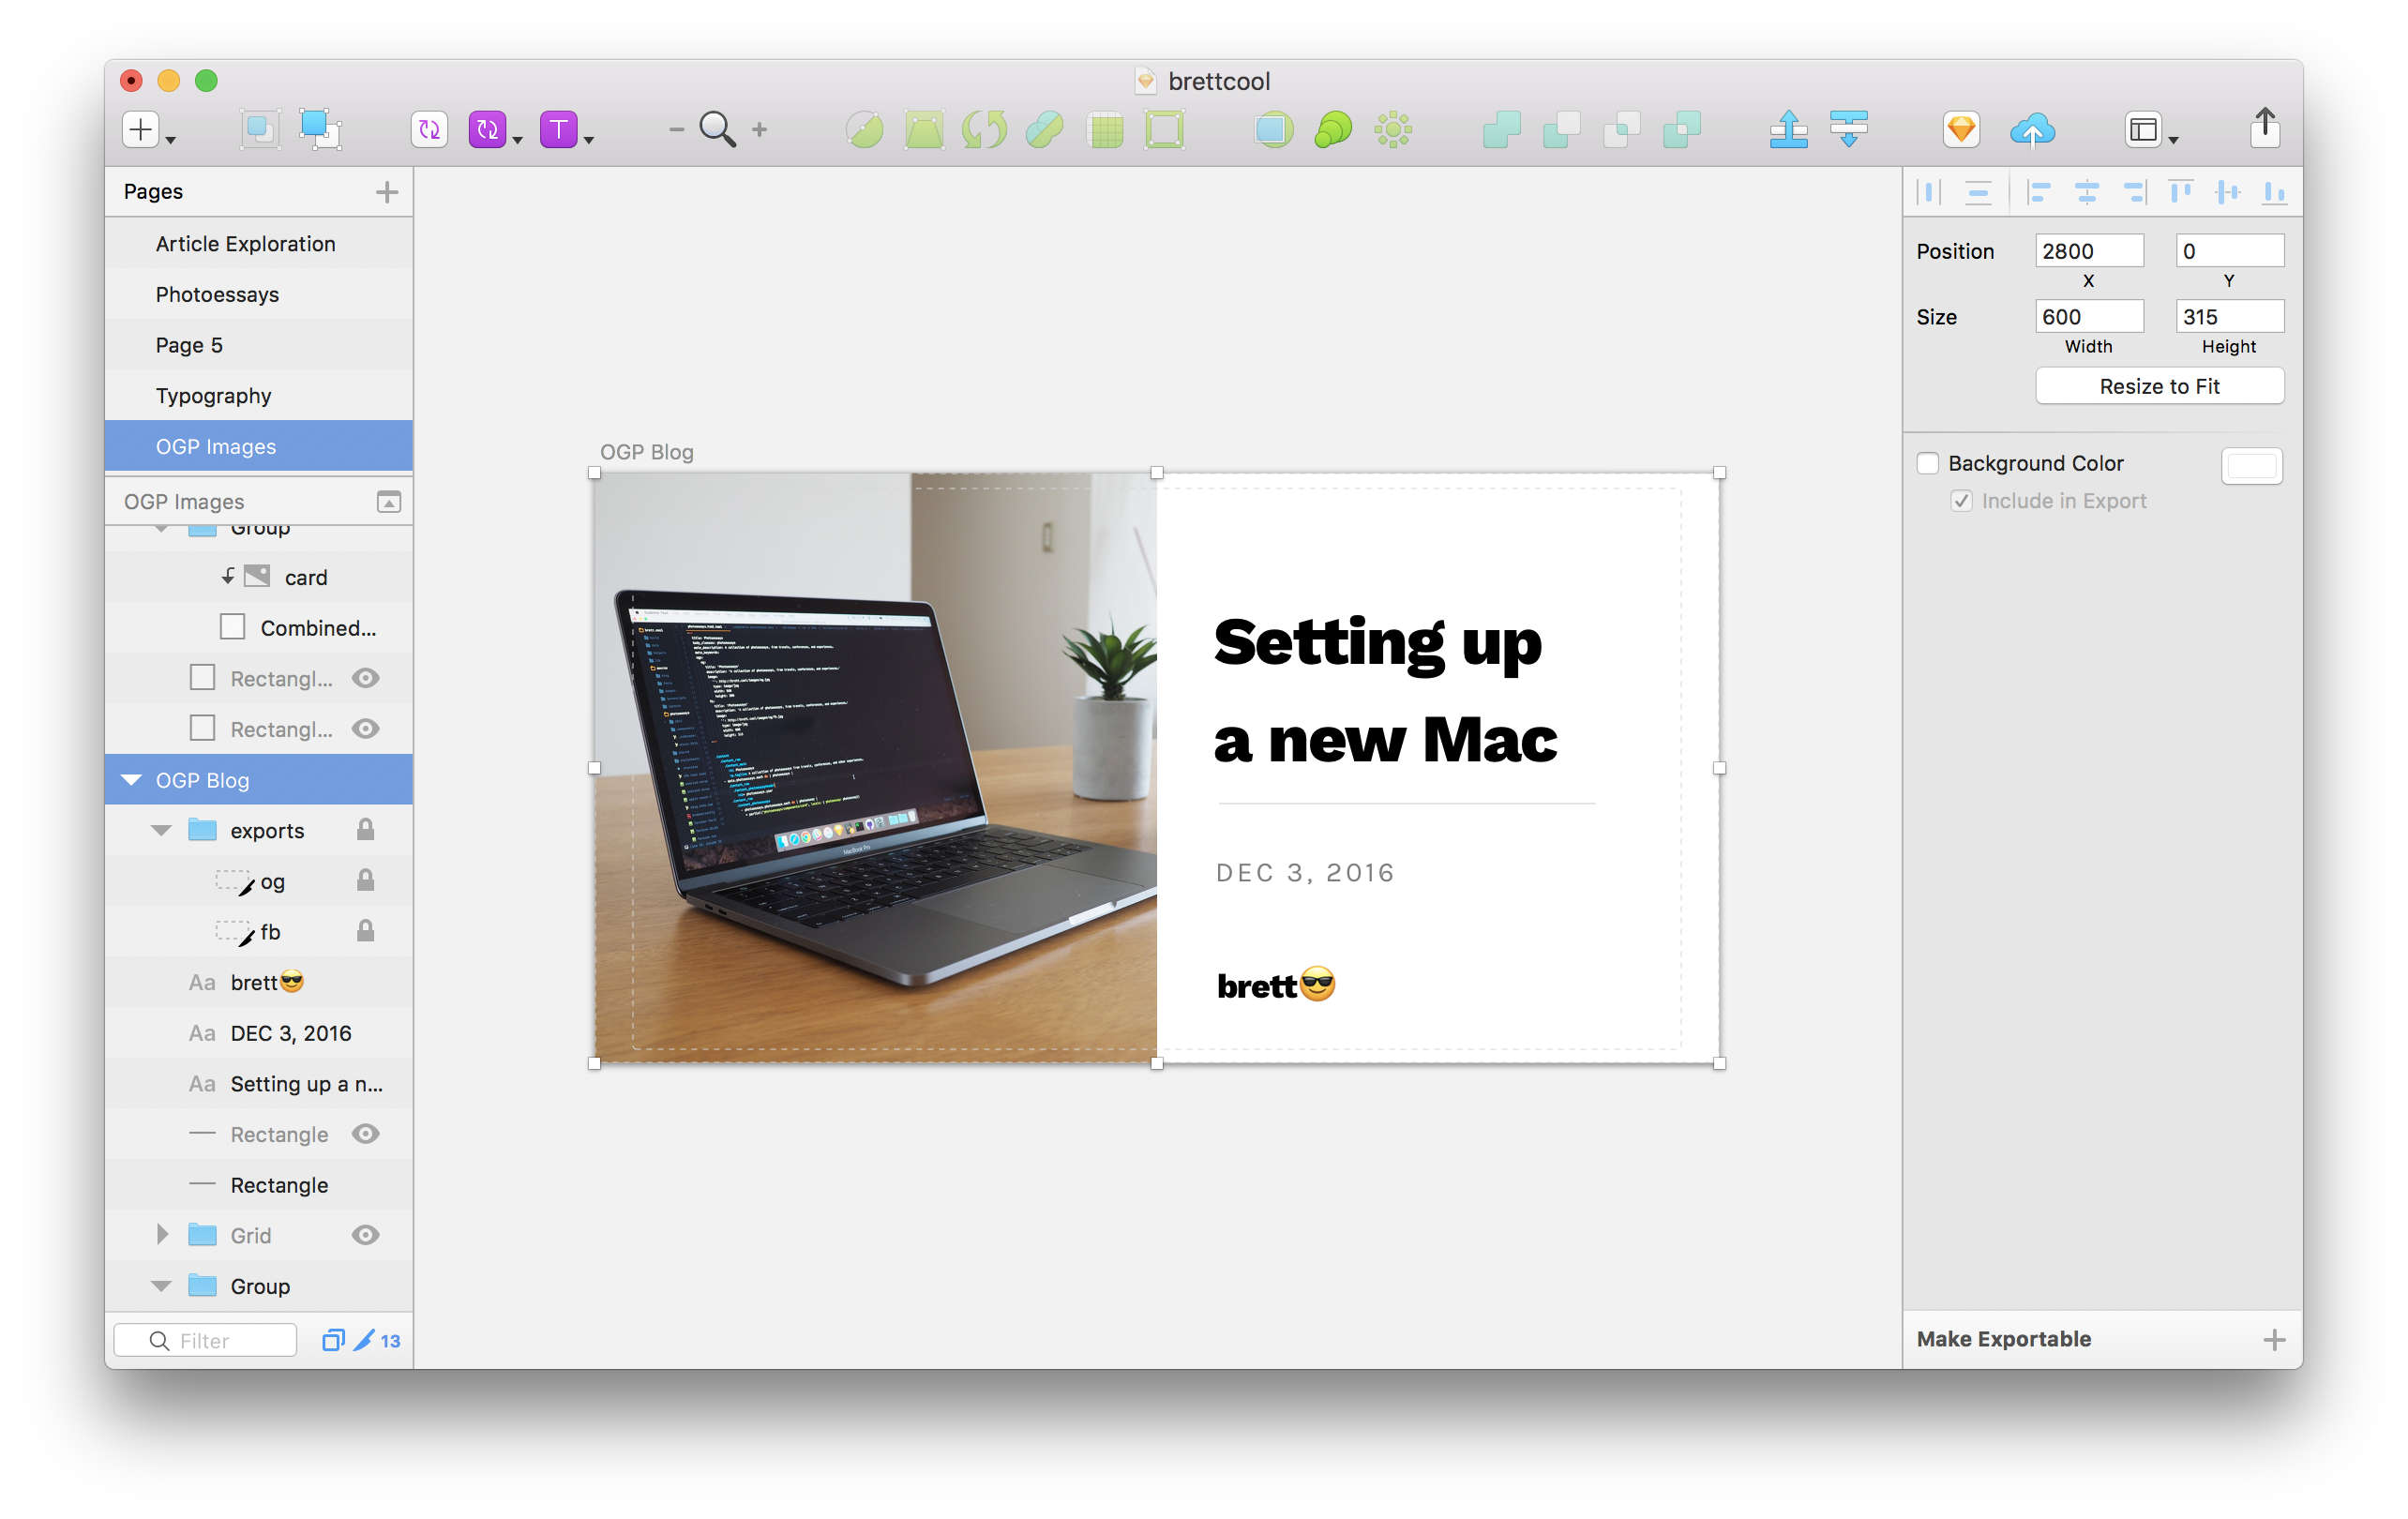 brettcool
Pages
Article Exploration
Photoessays
Page 5
Typography
OGP Images
OGP Images
Group
card
Combined...
Rectangl...
Rectangl...
OGP Blog
exports
og
fb
Aa brett😎
Aa DEC 3, 2016
Aa Setting up a n...
Rectangle
Rectangle
Grid
Group
Filter
13
OGP Blog
MacBook Pro
Setting up
a new Mac
DEC 3, 2016
brett😎
Position 2800 0
X Y
Size 600 315
Width Height
Resize to Fit
Background Color
Include in Export
Make Exportable